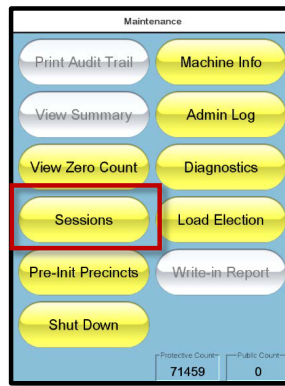 Maintenance
Print Audit Trail
Machine Info
View Summary
Admin Log
View Zero Count
Diagnostics
Sessions
Load Election
Pre-Init Precincts
Write-in Report
Shut Down
Protective Count
Public Count
71459
0